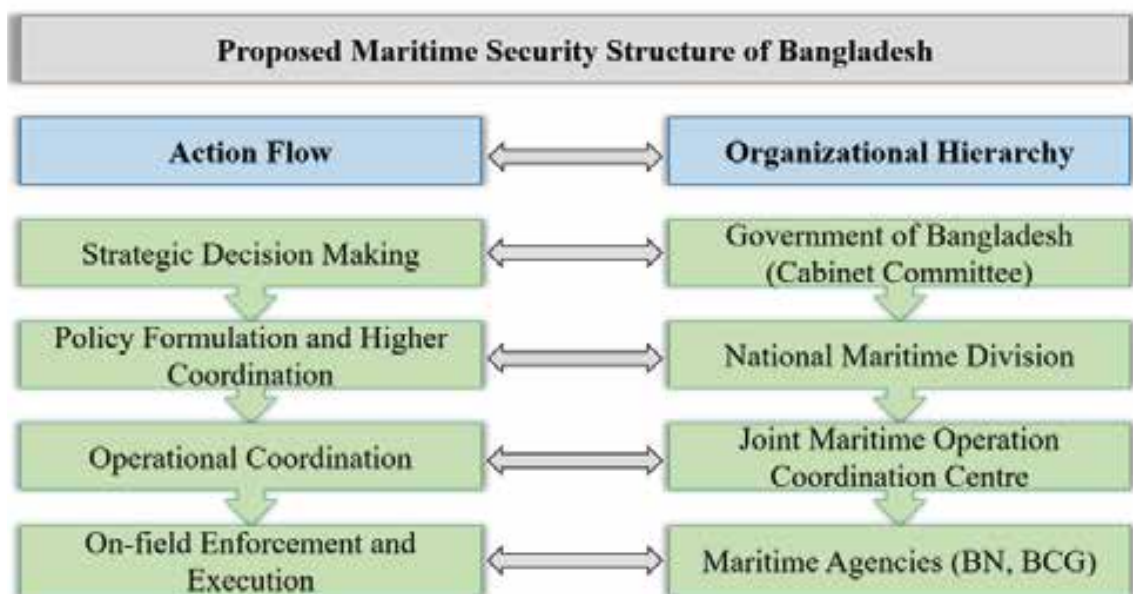 Proposed Maritime Security Structure of Bangladesh
Action Flow
Organizational Hierarchy
Strategic Decision Making
Government of Bangladesh
(Cabinet Committee)
Policy Formulation and Higher
Coordination
National Maritime Division
Operational Coordination
Joint Maritime Operation
Coordination Centre
On-field Enforcement and
Execution
Maritime Agencies (BN, BCG)